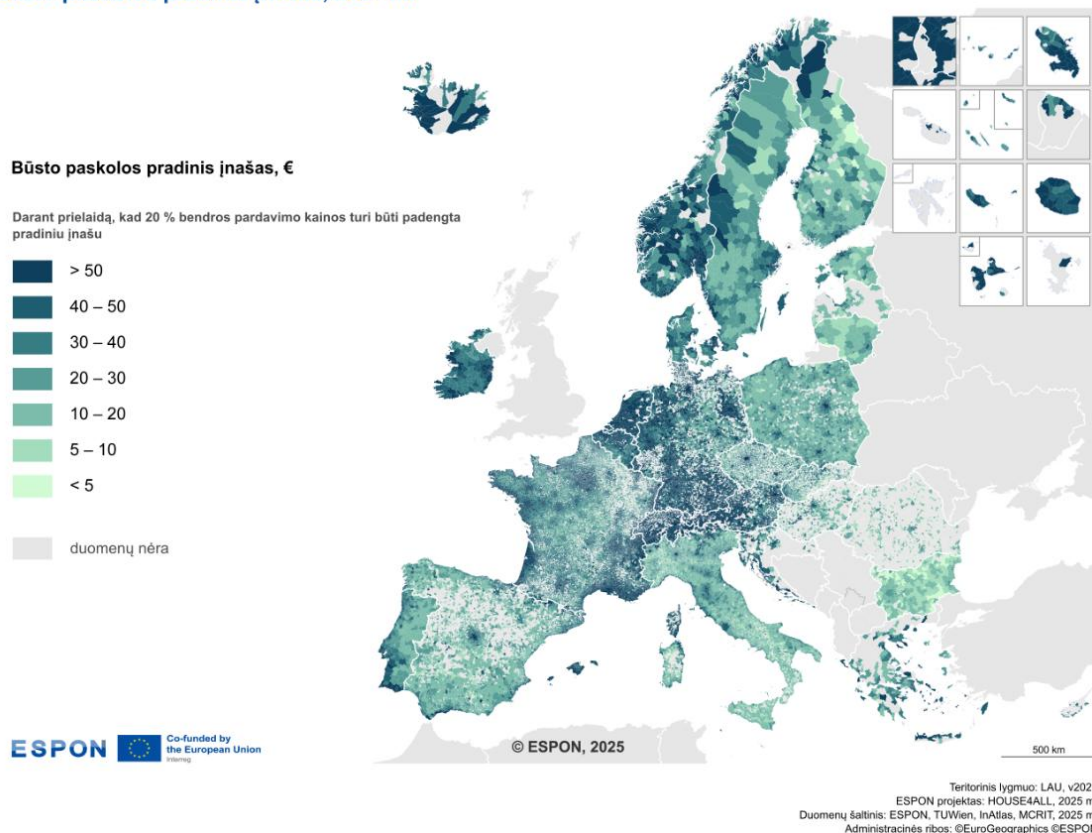 Būsto paskolos pradinis įnašas, €
Darant prielaidą, kad 20 % bendros pardavimo kainos turi būti padengta
pradiniu įnašu
> 50
40 – 50
30 – 40
20 – 30
10 – 20
5 – 10
< 5
duomenų nėra
ESPON
Co-funded by
the European Union
Interreg
© ESPON, 2025
500 km
Teritorinis lygmuo: LAU, v202
ESPON projektas: HOUSE4ALL, 2025 m
Duomenų šaltinis: ESPON, TUWien, InAtlas, MCRIT, 2025 m
Administracinės ribos: ©EuroGeographics ©ESPON